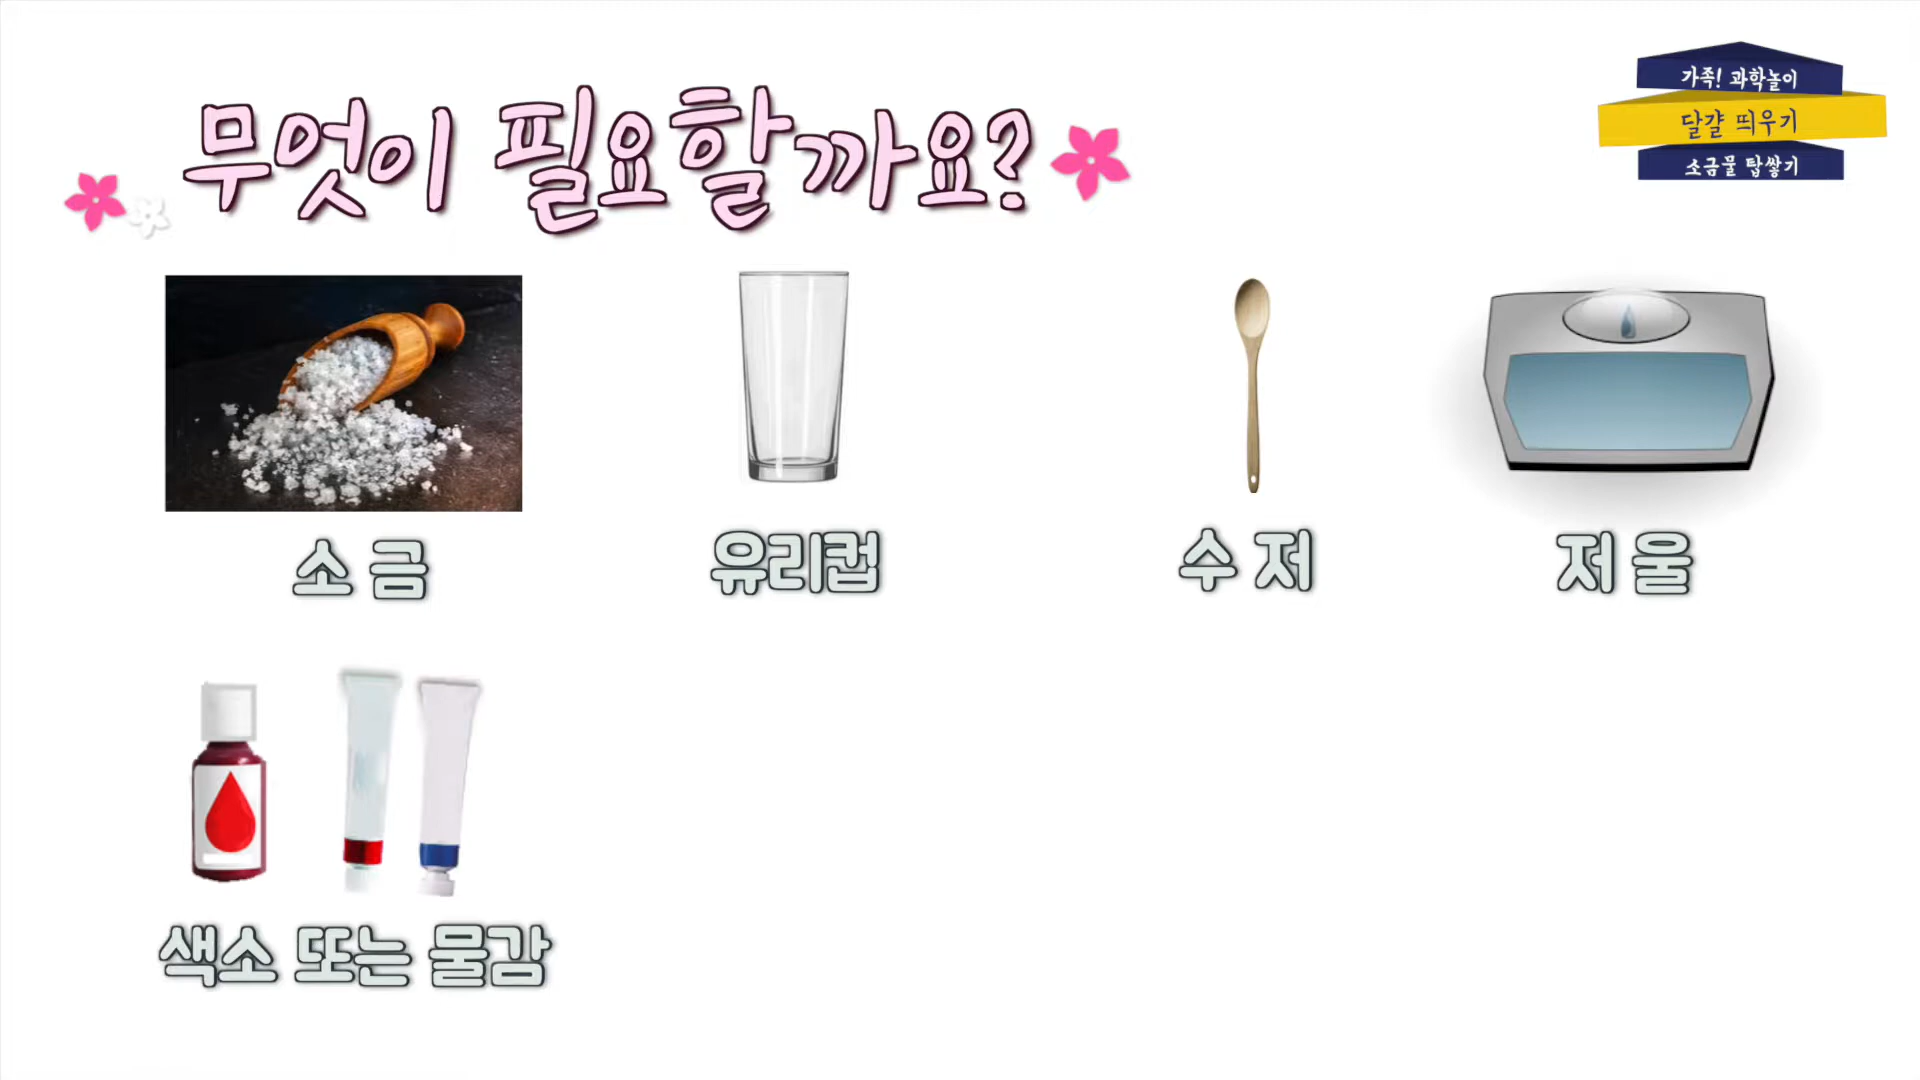 무엇이 필요할까요?
가족! 과학놀이
달걀 띄우기
소금물 탑쌓기
소금
유리컵
수저
저울
색소 또는 물감